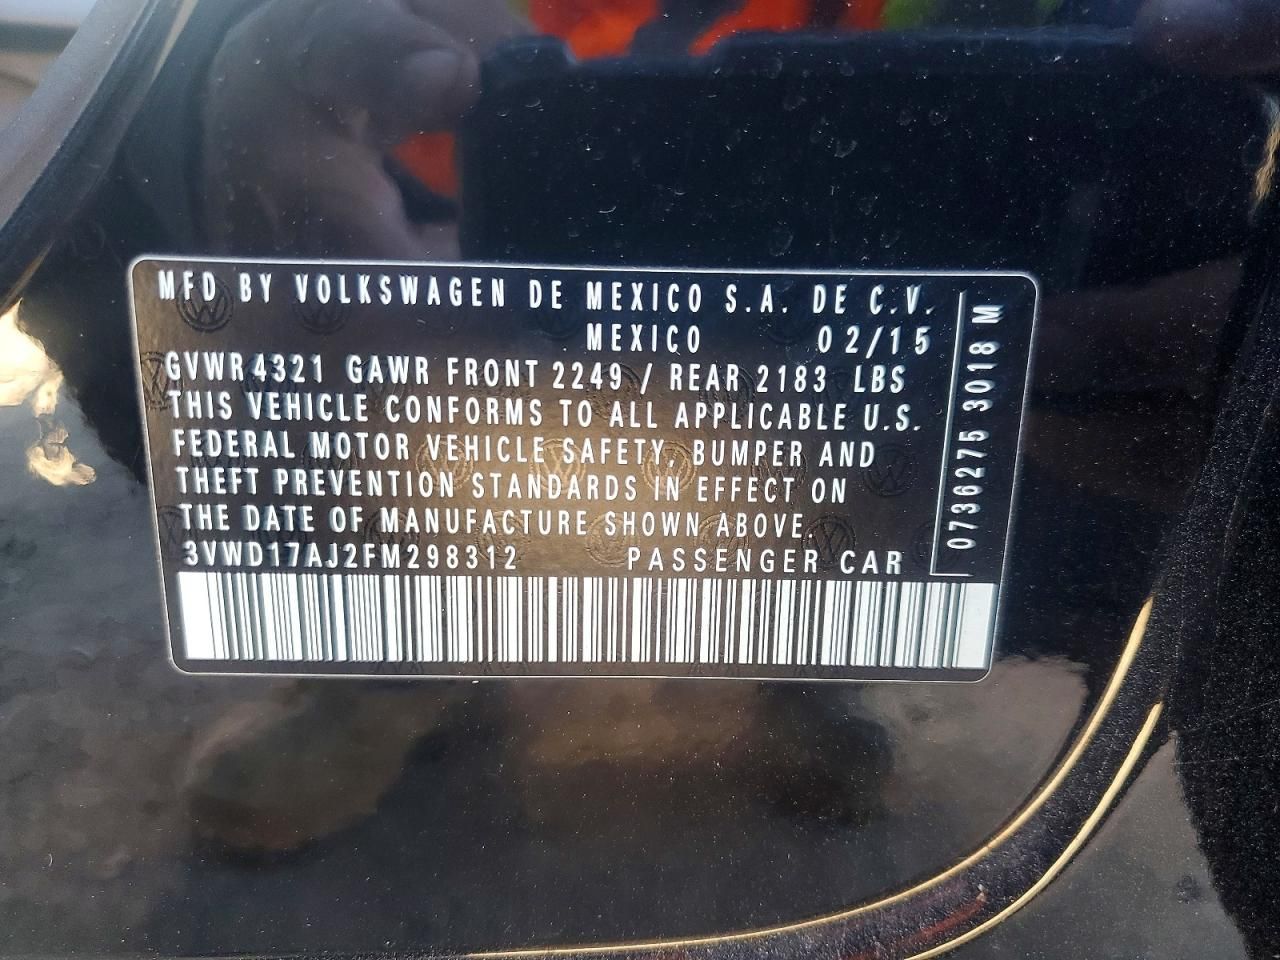 MFD BY VOLKSWAGEN DE MEXICO S.A. DE C.V.
MEXICO 02/15
GVWR 4321 GAWR FRONT 2249 / REAR 2183 LBS
THIS VEHICLE CONFORMS TO ALL APPLICABLE U.S.
FEDERAL MOTOR VEHICLE SAFETY, BUMPER AND
THEFT PREVENTION STANDARDS IN EFFECT ON
THE DATE OF MANUFACTURE SHOWN ABOVE.
3VWD17AJ2FM298312 PASSENGER CAR
0736275 3018 M